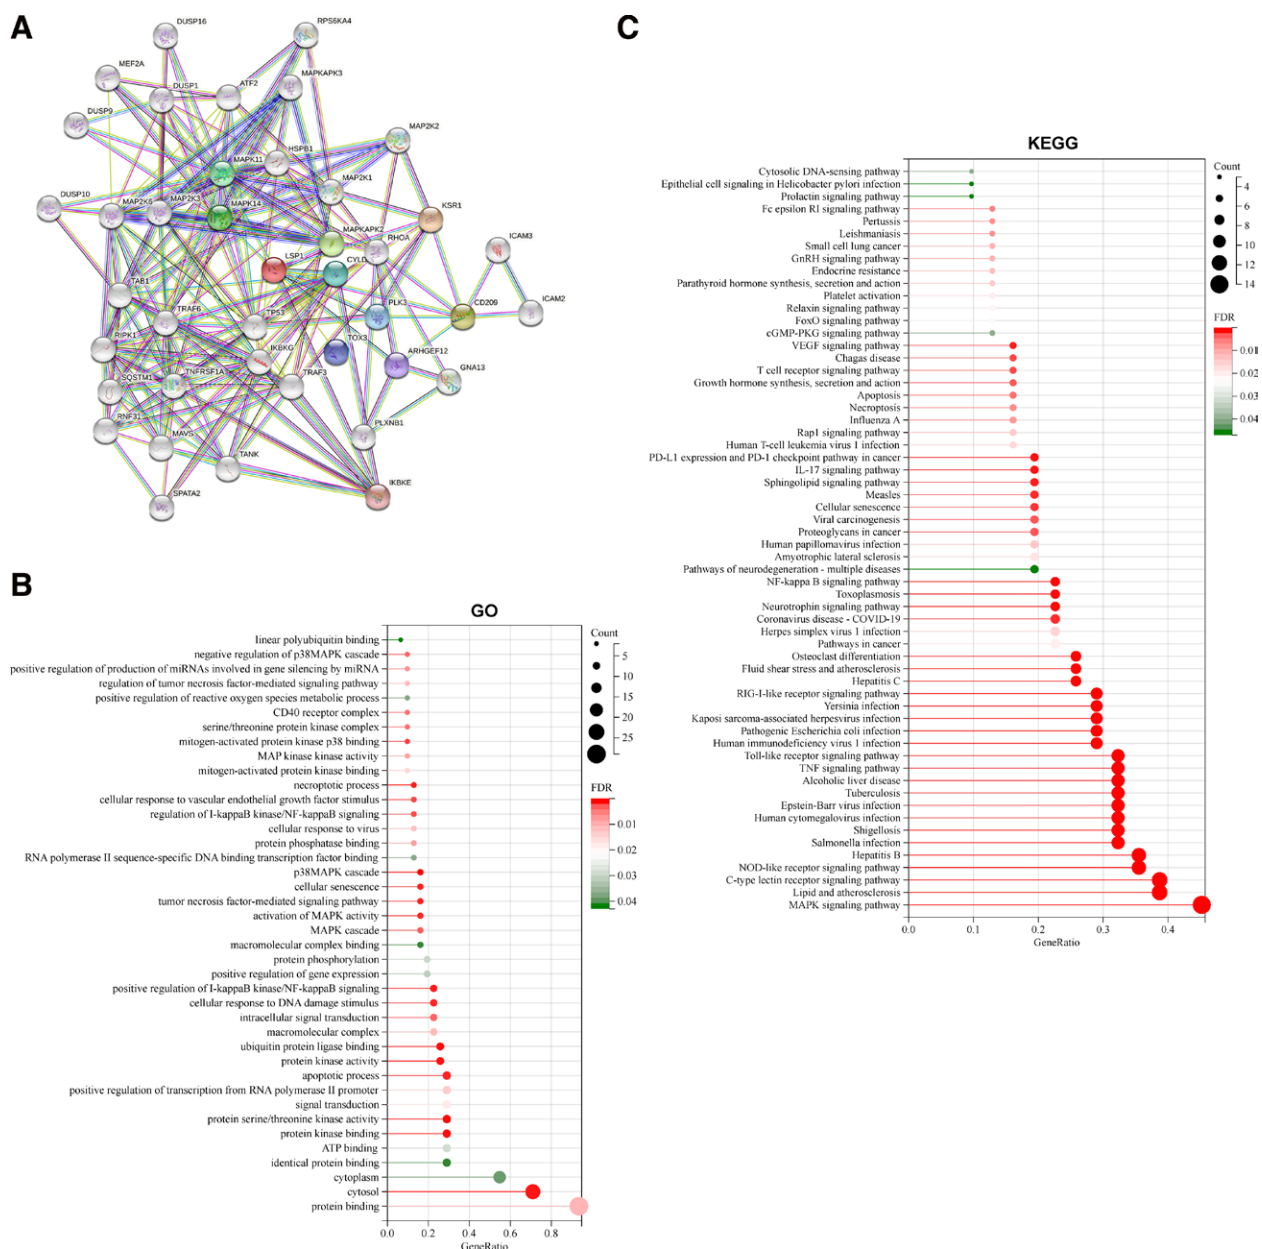 A
DUSP16
RPS6KA4
MEF2A
DUSP1
ATF2
MAPKAPK3
DUSP9
MAP2K2
HSPB1
MAPK11
MAP2K1
DUSP10
MAP2K6
MAP2K3
MAPK14
KSR1
MAPKAPK2
RHOA
ICAM3
LSP1
CYLD
TAB1
PLK3
CD209
ICAM2
TRAF6
TP53
TOX3
RIPK1
IKBKG
ARHGEF12
GNA13
SQSTM1
TNFRSF1A
TRAF3
RNF31
MAVS
PLXNB1
TANK
IKBKE
SPATA2
B
GO
linear polyubiquitin binding
negative regulation of p38MAPK cascade
positive regulation of production of miRNAs involved in gene silencing by miRNA
regulation of tumor necrosis factor-mediated signaling pathway
positive regulation of reactive oxygen species metabolic process
CD40 receptor complex
serine/threonine protein kinase complex
mitogen-activated protein kinase p38 binding
MAP kinase kinase activity
mitogen-activated protein kinase binding
necroptotic process
cellular response to vascular endothelial growth factor stimulus
regulation of I-kappaB kinase/NF-kappaB signaling
cellular response to virus
protein phosphatase binding
RNA polymerase II sequence-specific DNA binding transcription factor binding
p38MAPK cascade
cellular senescence
tumor necrosis factor-mediated signaling pathway
activation of MAPK activity
MAPK cascade
macromolecular complex binding
protein phosphorylation
positive regulation of gene expression
positive regulation of I-kappaB kinase/NF-kappaB signaling
cellular response to DNA damage stimulus
intracellular signal transduction
macromolecular complex
ubiquitin protein ligase binding
protein kinase activity
apoptotic process
positive regulation of transcription from RNA polymerase II promoter
signal transduction
protein serine/threonine kinase activity
protein kinase binding
ATP binding
identical protein binding
cytoplasm
cytosol
protein binding
0.0 0.2 0.4 0.6 0.8
GeneRatio
Count
5
10
15
20
25
FDR
0.01
0.02
0.03
0.04
C
KEGG
Cytosolic DNA-sensing pathway
Epithelial cell signaling in Helicobacter pylori infection
Prolactin signaling pathway
Fc epsilon RI signaling pathway
Pertussis
Leishmaniasis
Small cell lung cancer
GnRH signaling pathway
Endocrine resistance
Parathyroid hormone synthesis, secretion and action
Platelet activation
Relaxin signaling pathway
FoxO signaling pathway
cGMP-PKG signaling pathway
VEGF signaling pathway
Chagas disease
T cell receptor signaling pathway
Growth hormone synthesis, secretion and action
Apoptosis
Necroptosis
Influenza A
Rap1 signaling pathway
Human T-cell leukemia virus 1 infection
PD-L1 expression and PD-1 checkpoint pathway in cancer
IL-17 signaling pathway
Sphingolipid signaling pathway
Measles
Cellular senescence
Viral carcinogenesis
Proteoglycans in cancer
Human papillomavirus infection
Amyotrophic lateral sclerosis
Pathways of neurodegeneration - multiple diseases
NF-kappa B signaling pathway
Toxoplasmosis
Neurotrophin signaling pathway
Coronavirus disease - COVID-19
Herpes simplex virus 1 infection
Pathways in cancer
Osteoclast differentiation
Fluid shear stress and atherosclerosis
Hepatitis C
RIG-I-like receptor signaling pathway
Yersinia infection
Kaposi sarcoma-associated herpesvirus infection
Pathogenic Escherichia coli infection
Human immunodeficiency virus 1 infection
Toll-like receptor signaling pathway
TNF signaling pathway
Alcoholic liver disease
Tuberculosis
Epstein-Barr virus infection
Human cytomegalovirus infection
Shigellosis
Salmonella infection
Hepatitis B
NOD-like receptor signaling pathway
C-type lectin receptor signaling pathway
Lipid and atherosclerosis
MAPK signaling pathway
0.0 0.1 0.2 0.3 0.4
GeneRatio
Count
4
6
8
10
12
14
FDR
0.01
0.02
0.03
0.04